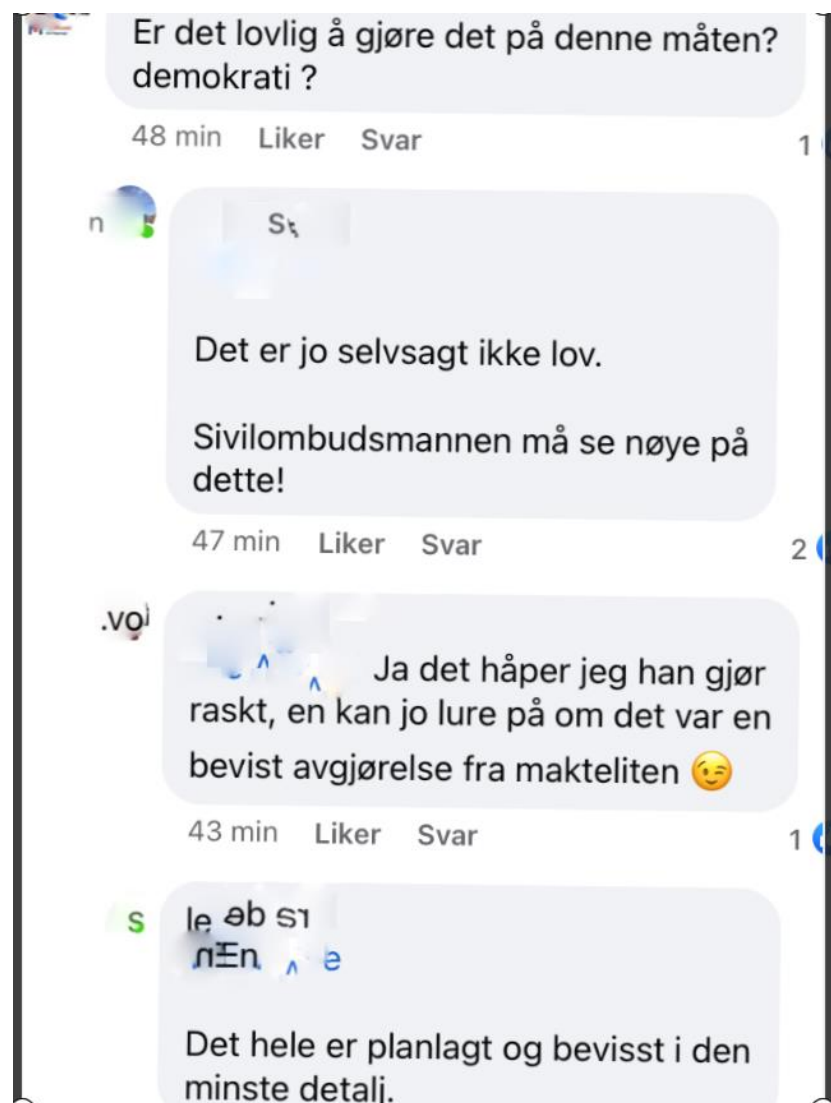 Er det lovlig å gjøre det på denne måten?
demokrati ?
48 min Liker Svar 1
Det er jo selvsagt ikke lov.
Sivilombudsmannen må se nøye på
dette!
47 min Liker Svar 2
Ja det håper jeg han gjør
raskt, en kan jo lure på om det var en
bevist avgjørelse fra makteliten 😉
43 min Liker Svar 1
Det hele er planlagt og bevisst i den
minste detalj.